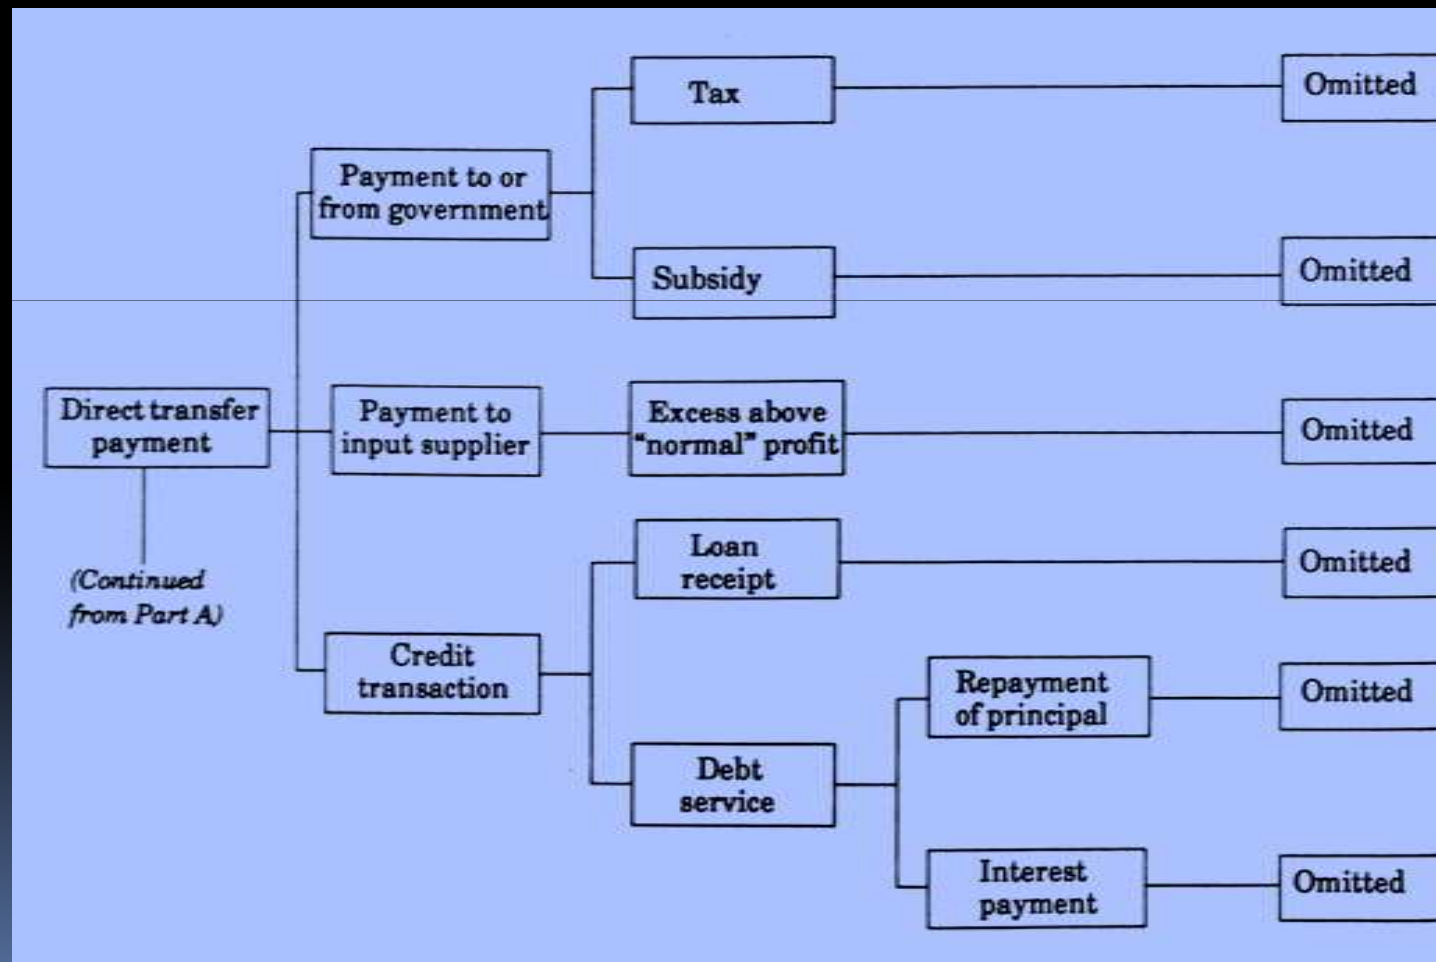 Tax
Omitted
Payment to or
from government
Subsidy
Omitted
Direct transfer
payment
Payment to
input supplier
Excess above
"normal" profit
Omitted
(Continued
from Part A)
Loan
receipt
Omitted
Credit
transaction
Repayment
of principal
Omitted
Debt
service
Interest
payment
Omitted